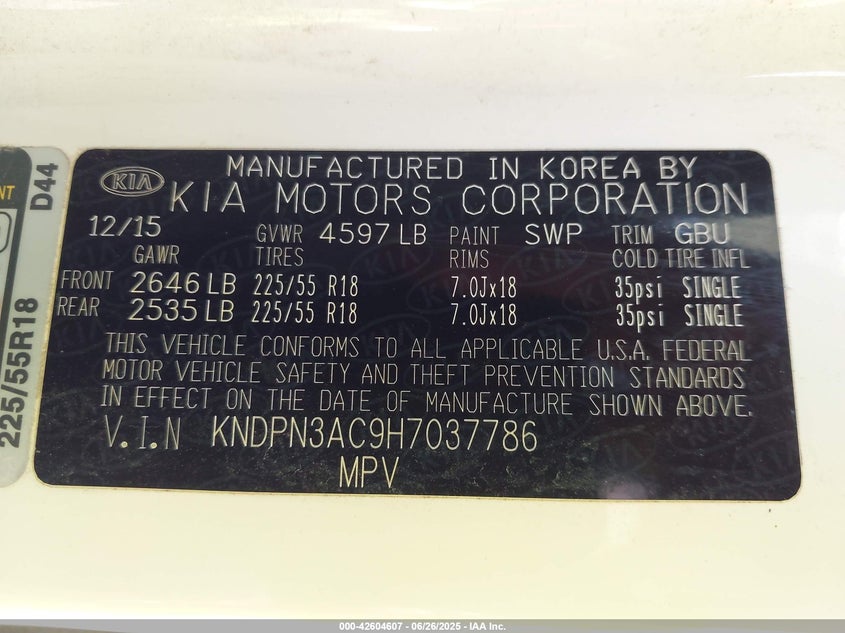 NT
D44
225/55R18
KIA
MANUFACTURED IN KOREA BY
KIA MOTORS CORPORATION
12/15 GVWR 4597 LB PAINT SWP TRIM GBU
GAWR TIRES RIMS COLD TIRE INFL
FRONT 2646 LB 225/55 R18 7.0Jx18 35psi SINGLE
REAR 2535 LB 225/55 R18 7.0Jx18 35psi SINGLE
THIS VEHICLE CONFORMS TO ALL APPLICABLE U.S.A. FEDERAL
MOTOR VEHICLE SAFETY AND THEFT PREVENTION STANDARDS
IN EFFECT ON THE DATE OF MANUFACTURE SHOWN ABOVE.
V.I.N KNDPN3AC9H7037786
MPV
000-42604607 - 06/26/2025 - IAA Inc.